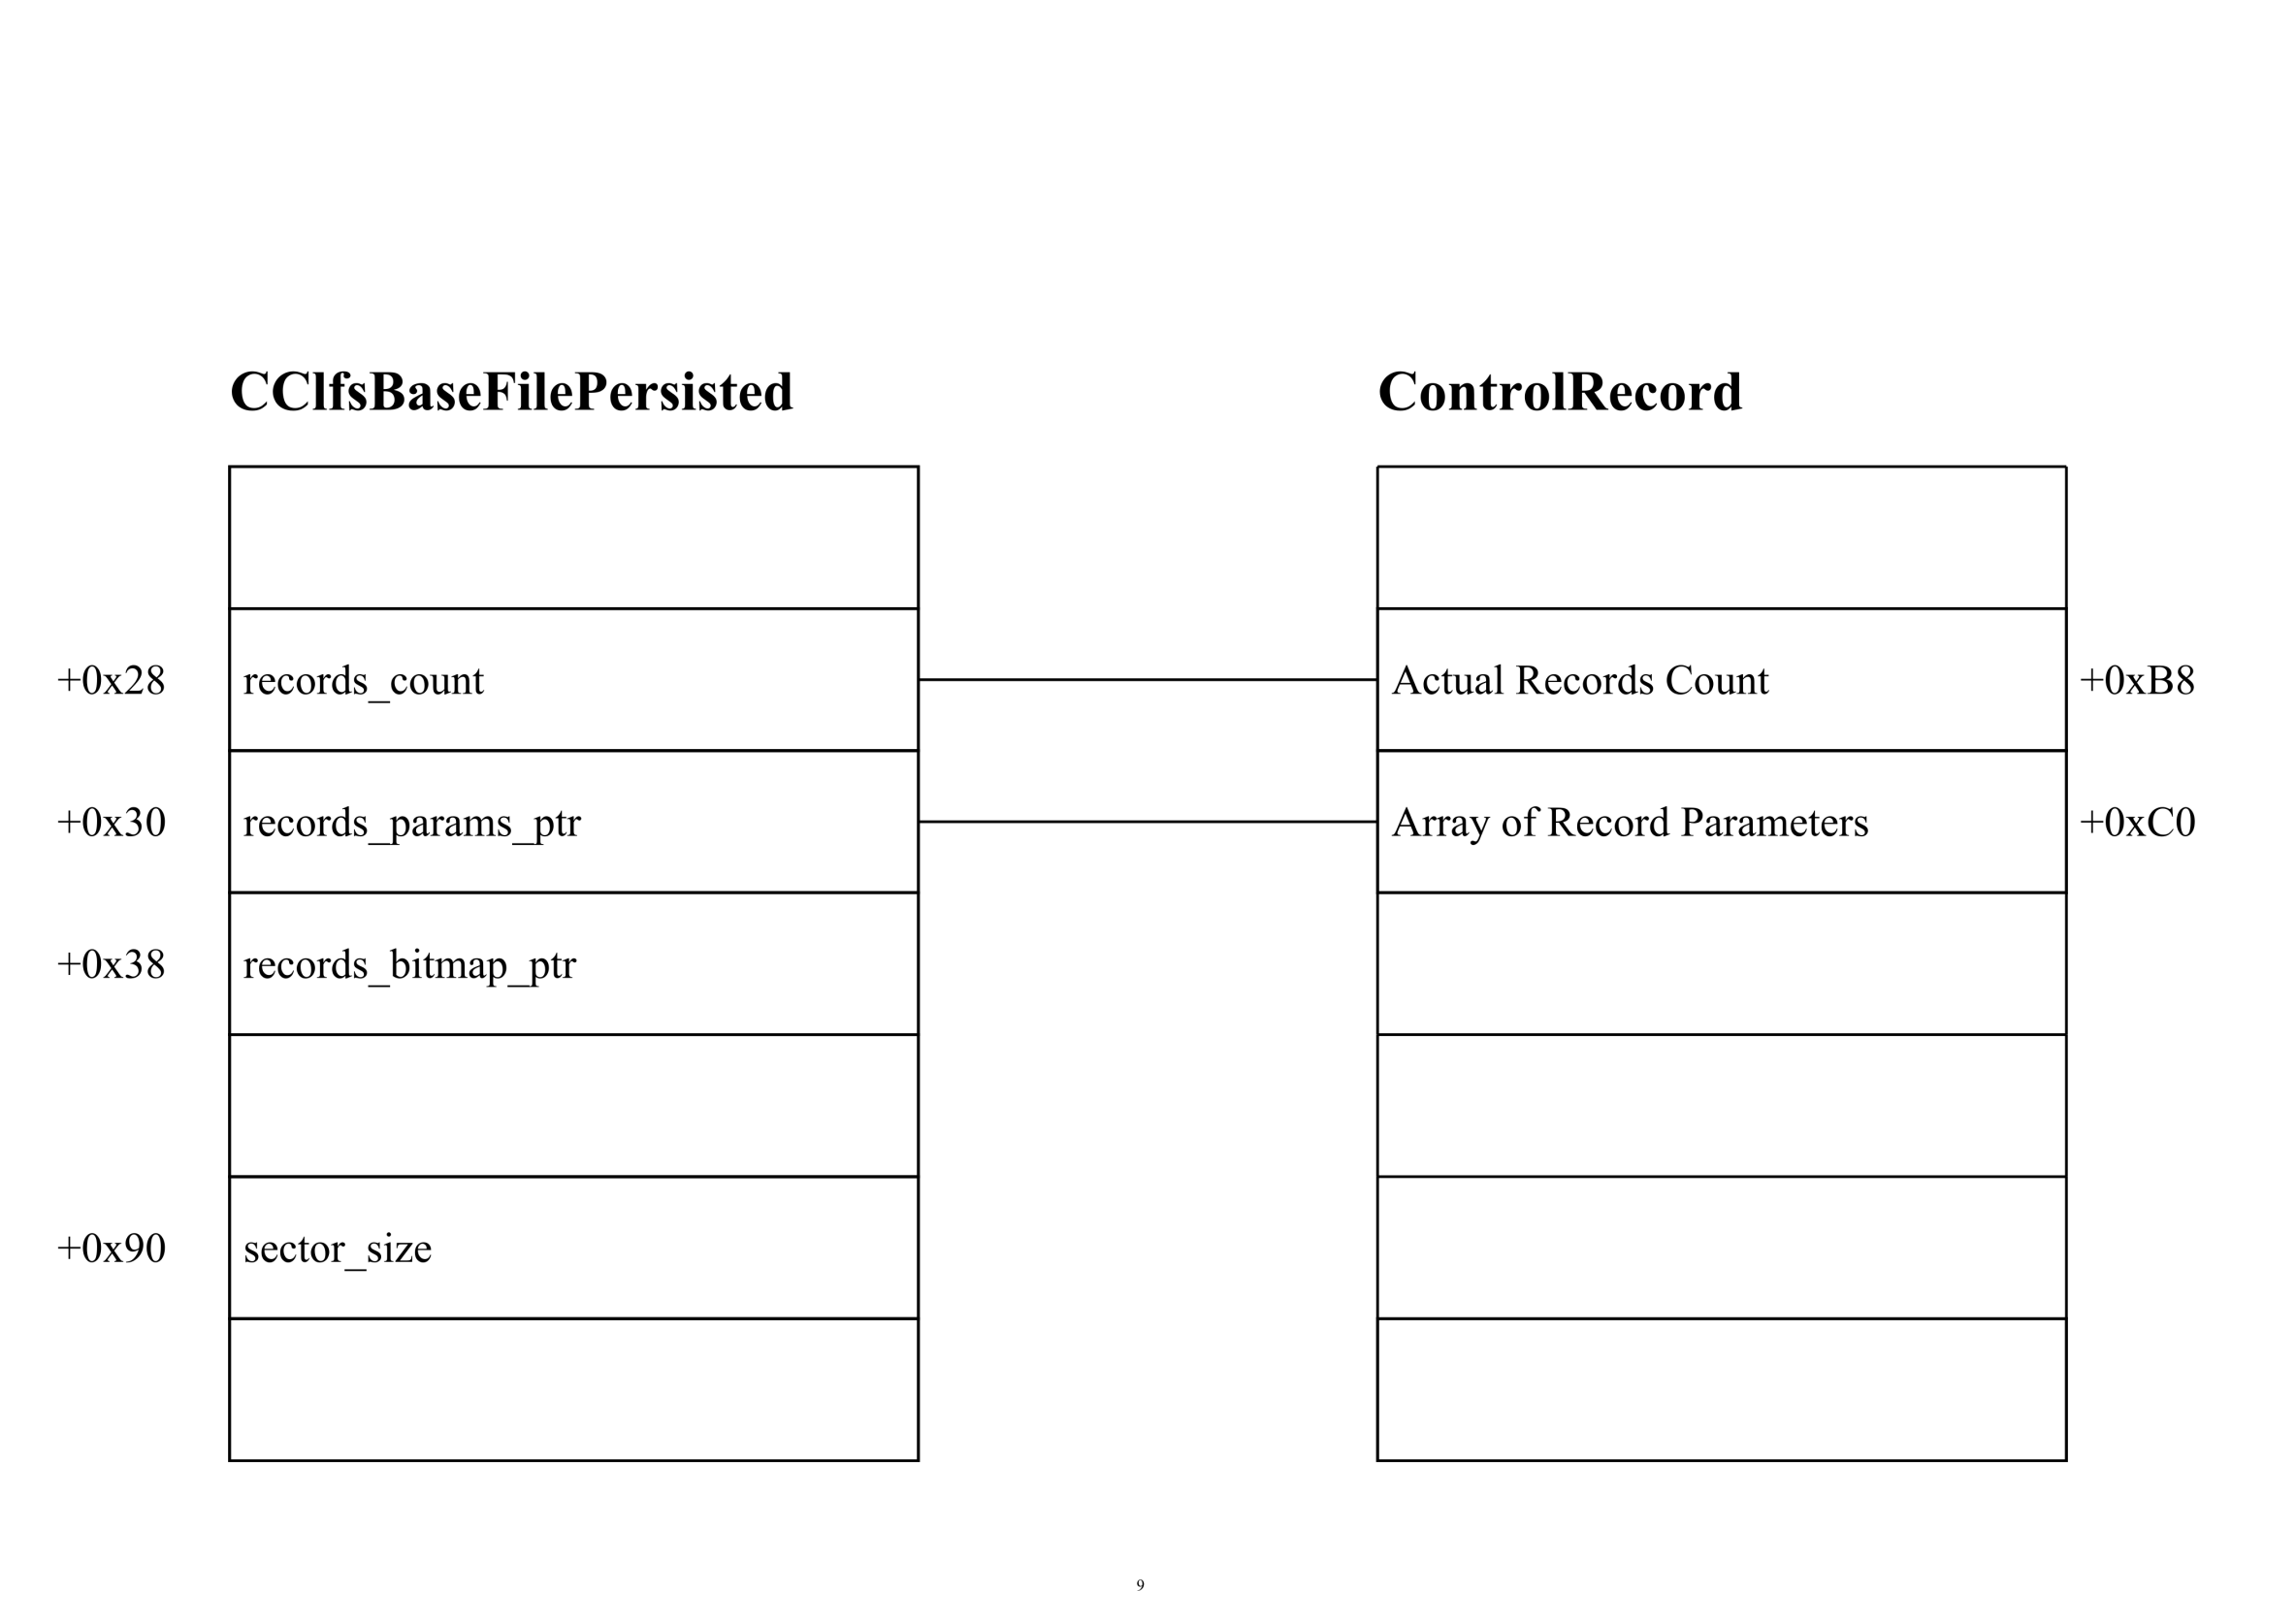 CClfsBaseFilePersisted
ControlRecord
+0x28 records_count Actual Records Count +0xB8
+0x30 records_params_ptr Array of Record Parameters +0xC0
+0x38 records_bitmap_ptr
+0x90 sector_size
9